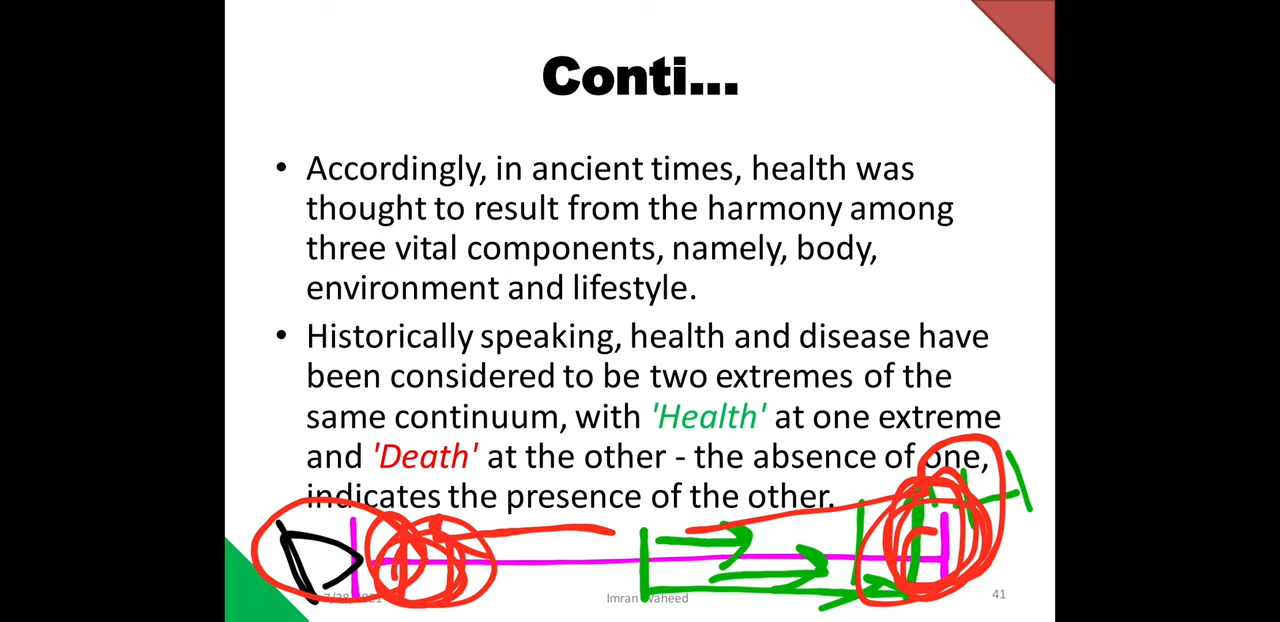 Conti...
• Accordingly, in ancient times, health was
thought to result from the harmony among
three vital components, namely, body,
environment and lifestyle.
• Historically speaking, health and disease have
been considered to be two extremes of the
same continuum, with 'Health' at one extreme
and 'Death' at the other - the absence of one,
indicates the presence of the other.
D H
Imran Waheed 41